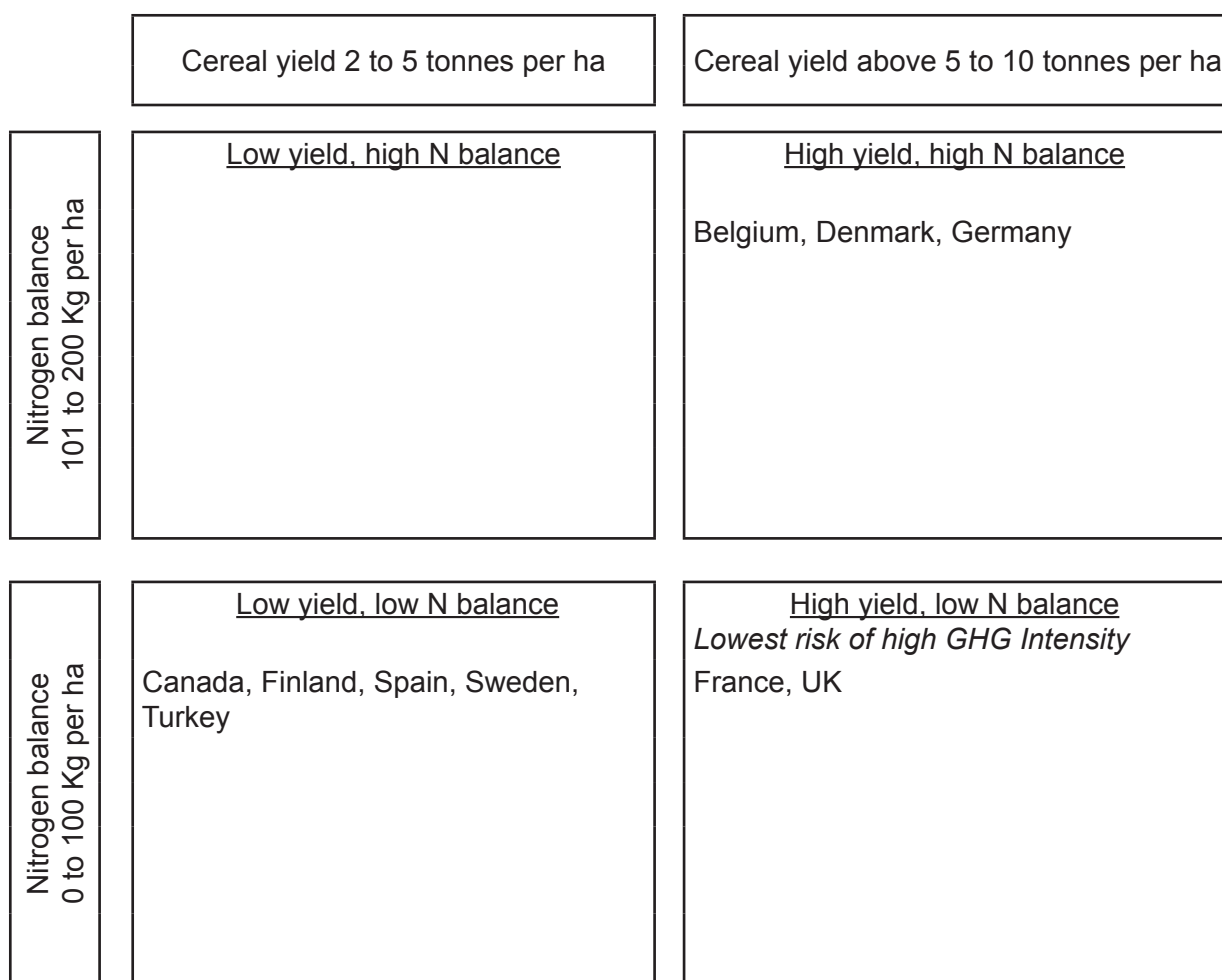 Cereal yield 2 to 5 tonnes per ha
Cereal yield above 5 to 10 tonnes per ha
Nitrogen balance
101 to 200 Kg per ha
Low yield, high N balance
High yield, high N balance
Belgium, Denmark, Germany
Nitrogen balance
0 to 100 Kg per ha
Low yield, low N balance
Canada, Finland, Spain, Sweden,
Turkey
High yield, low N balance
Lowest risk of high GHG Intensity
France, UK